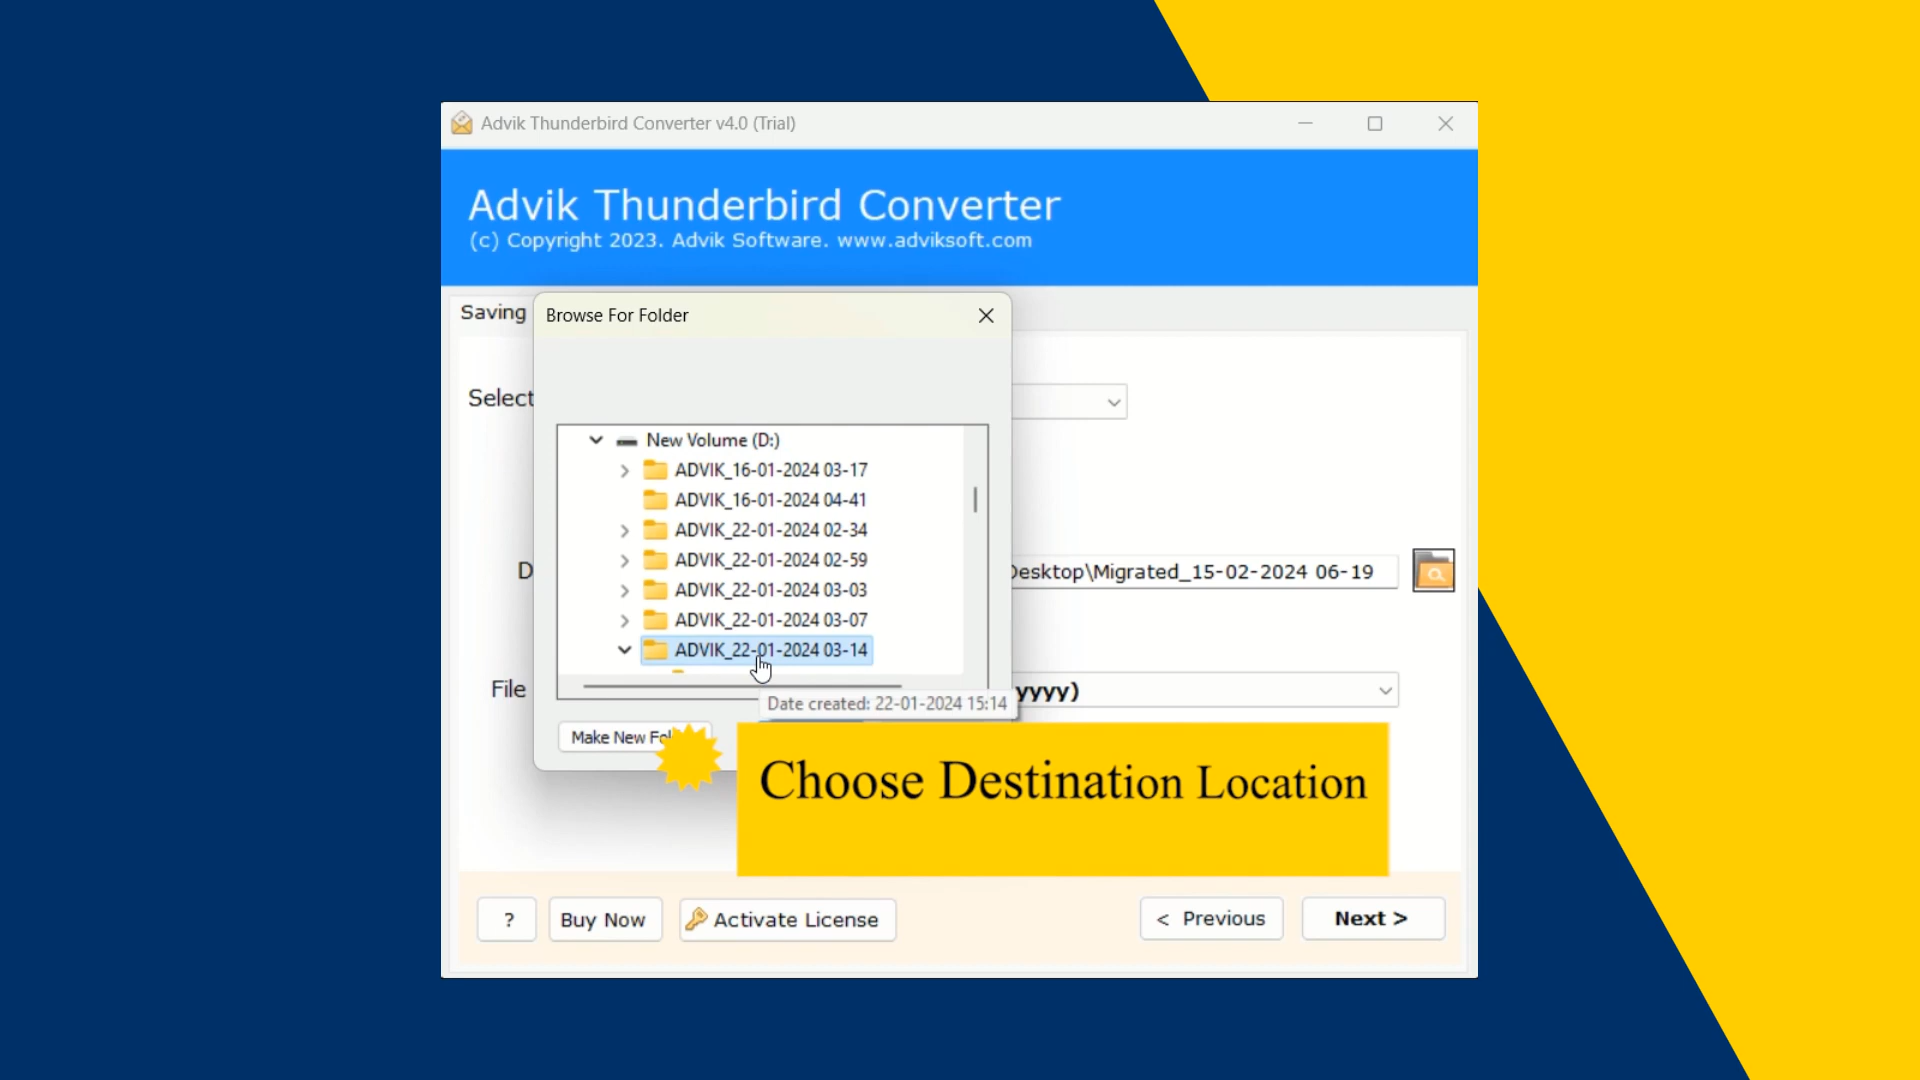 Advik Thunderbird Converter v4.0 (Trial)
Advik Thunderbird Converter
(c) Copyright 2023. Advik Software. www.adviksoft.com
Saving
Browse For Folder
Select
New Volume (D:)
ADVIK_16-01-2024 03-17
ADVIK_16-01-2024 04-41
ADVIK_22-01-2024 02-34
ADVIK_22-01-2024 02-59
D
Desktop\Migrated_15-02-2024 06-19
ADVIK_22-01-2024 03-03
ADVIK_22-01-2024 03-07
ADVIK_22-01-2024 03-14
File
yyyy)
Date created: 22-01-2024 15:14
Make New Fol
Choose Destination Location
?
Buy Now
Activate License
< Previous
Next >